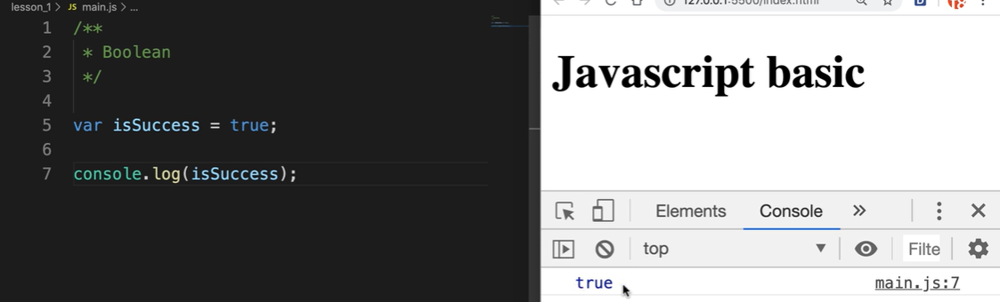 lesson_1 > JS main.js > ...
1 /**
2 * Boolean
3 */
4
5 var isSuccess = true;
6
7 console.log(isSuccess);
127.0.0.1:5500/index.html
Javascript basic
Elements Console
top Filte
true main.js:7